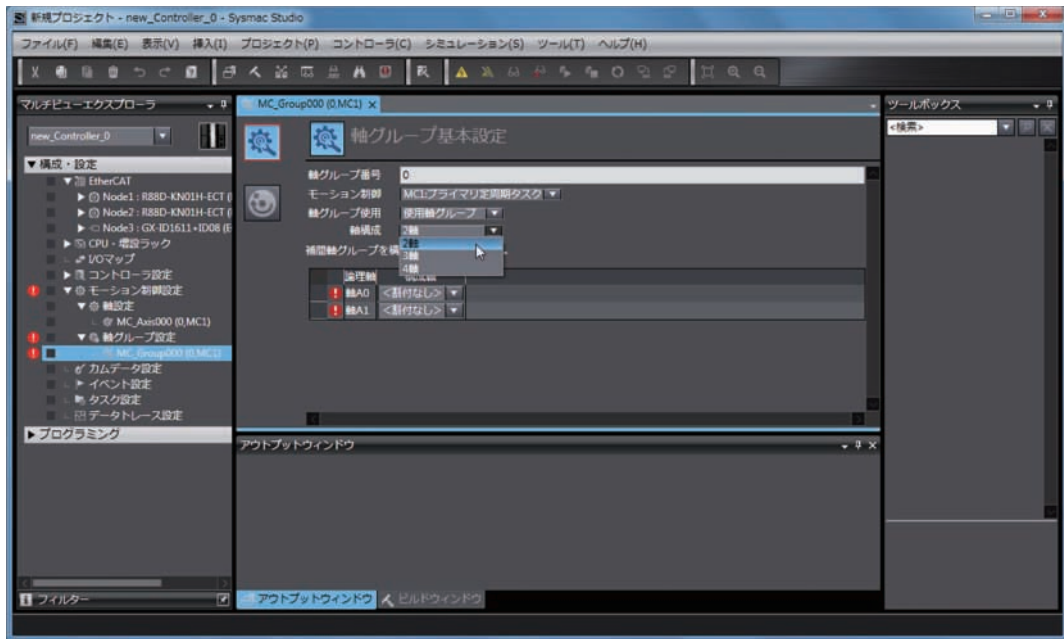 新規プロジェクト - new_Controller_0 - Sysmac Studio
ファイル(F) 編集(E) 表示(V) 挿入(I) プロジェクト(P) コントローラ(C) シミュレーション(S) ツール(T) ヘルプ(H)
マルチビューエクスプローラ
new_Controller_0
▼構成・設定
▼ EtherCAT
▶ Node1 : R88D-KN01H-ECT (
▶ Node2 : R88D-KN01H-ECT (
▶ Node3 : GX-ID1611+ID08 (E
▶ CPU・増設ラック
I/Oマップ
▶ コントローラ設定
▼ モーション制御設定
▼ 軸設定
MC_Axis000 (0,MC1)
▼ 軸グループ設定
MC_Group000 (0,MC1)
カムデータ設定
▶ イベント設定
タスク設定
データトレース設定
▶プログラミング
フィルター
MC_Group000 (0,MC1) ×
軸グループ基本設定
軸グループ番号 0
モーション制御 MC1:プライマリ定周期タスク
軸グループ使用 使用軸グループ
軸構成 2軸
2軸
3軸
4軸
補間軸グループを構
論理軸
軸A0 <割付なし>
軸A1 <割付なし>
アウトプットウィンドウ
アウトプットウィンドウ ビルドウィンドウ
ツールボックス
<検索>